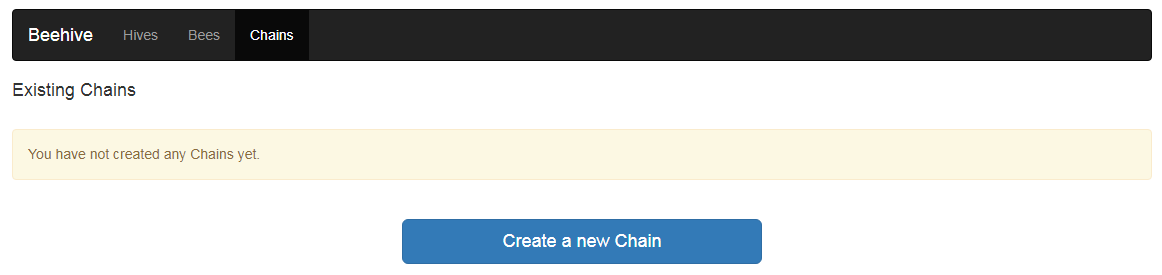 Beehive Hives Bees Chains
Existing Chains
You have not created any Chains yet.
Create a new Chain